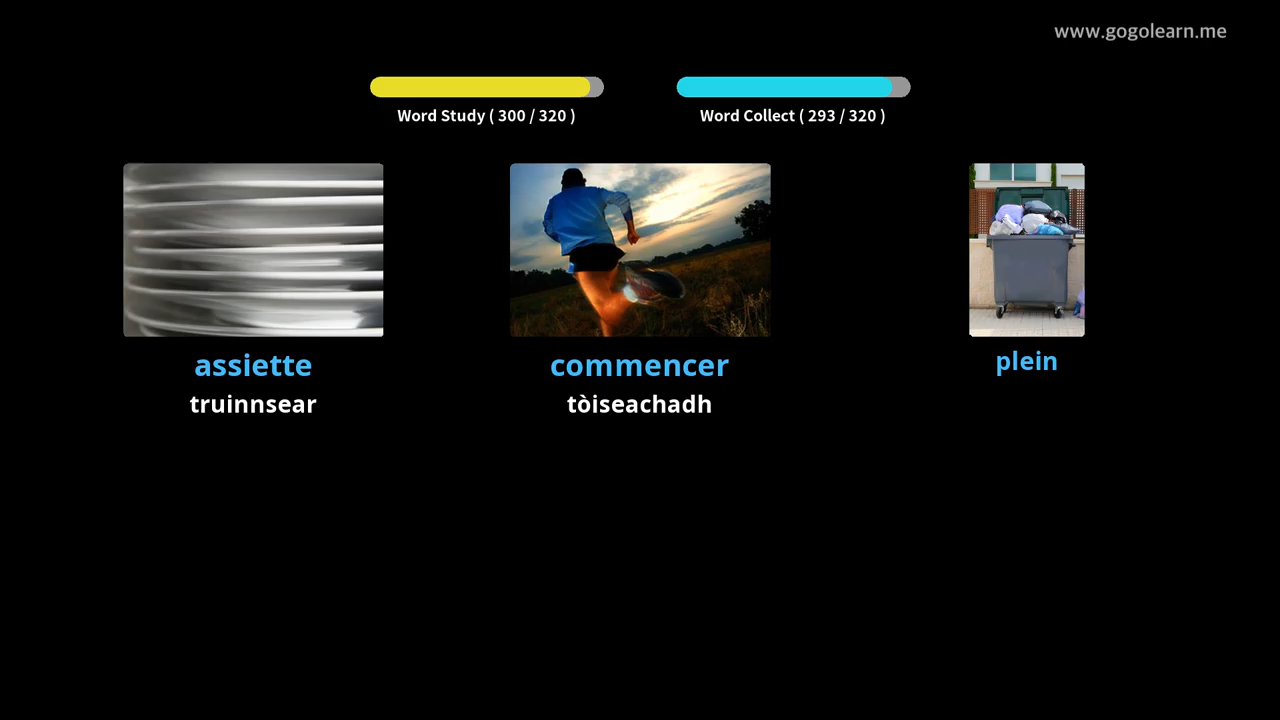 www.gogolearn.me
Word Study ( 300 / 320 )
Word Collect ( 293 / 320 )
assiette
commencer
plein
truinnsear
tòiseachadh